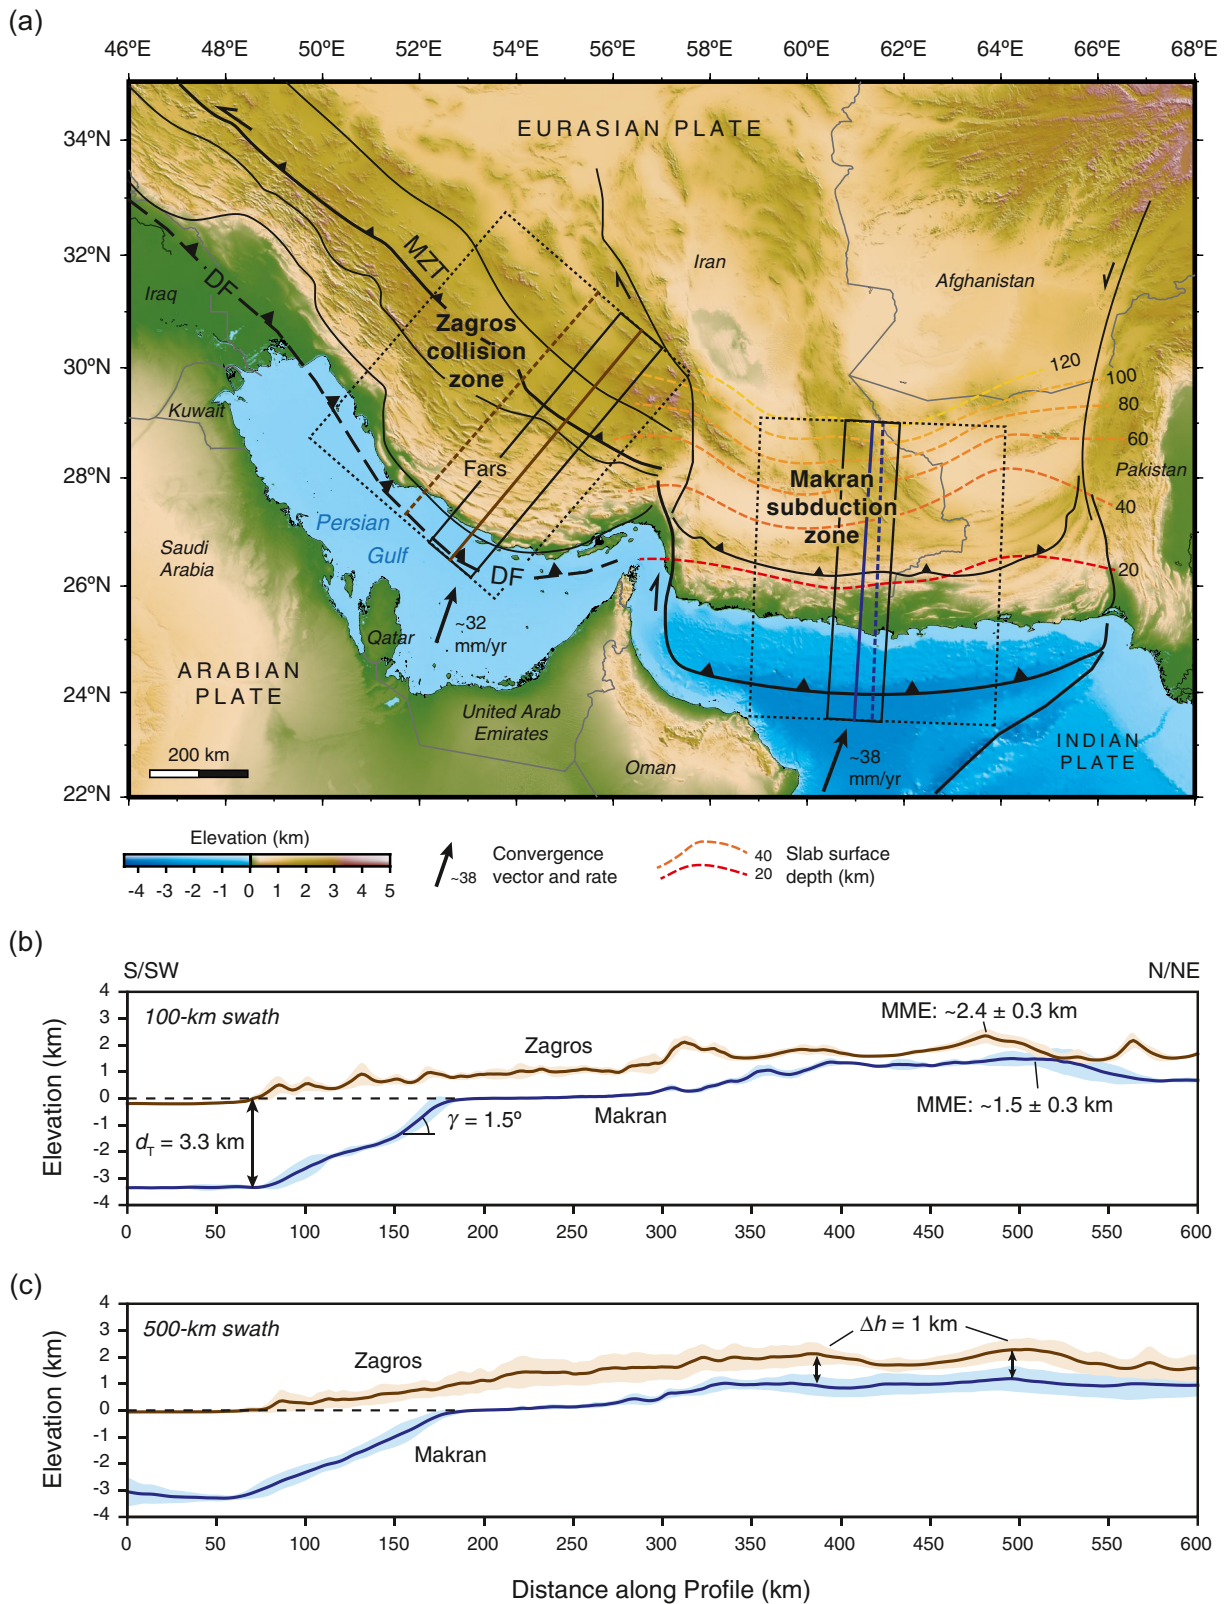 (a)
46ºE 48ºE 50ºE 52ºE 54ºE 56ºE 58ºE 60ºE 62ºE 64ºE 66ºE 68ºE
34ºN
32ºN
30ºN
28ºN
26ºN
24ºN
22ºN
EURASIAN PLATE
MZT
DF
Iraq
Iran
Afghanistan
Zagros
collision
zone
120
100
80
60
40
20
Kuwait
Fars
Makran
subduction
zone
Pakistan
Persian
Gulf
Saudi
Arabia
DF
~32
mm/yr
Qatar
ARABIAN
PLATE
United Arab
Emirates
Oman
~38
mm/yr
INDIAN
PLATE
200 km
Elevation (km)
-4 -3 -2 -1 0 1 2 3 4 5
~38
Convergence
vector and rate
40
20
Slab surface
depth (km)
(b)
S/SW
N/NE
Elevation (km)
4
3
2
1
0
-1
-2
-3
-4
100-km swath
Zagros
MME: ~2.4 ± 0.3 km
Makran
MME: ~1.5 ± 0.3 km
dT = 3.3 km
γ = 1.5º
0 50 100 150 200 250 300 350 400 450 500 550 600
(c)
Elevation (km)
4
3
2
1
0
-1
-2
-3
-4
500-km swath
Zagros
Δh = 1 km
Makran
0 50 100 150 200 250 300 350 400 450 500 550 600
Distance along Profile (km)